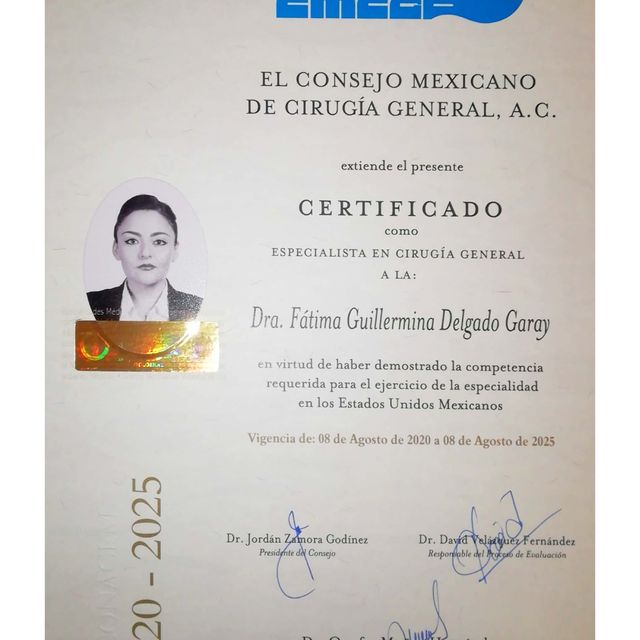 EL CONSEJO MEXICANO
DE CIRUGÍA GENERAL, A.C.
extiende el presente
CERTIFICADO
como
ESPECIALISTA EN CIRUGÍA GENERAL
A LA:
Dra. Fátima Guillermina Delgado Garay
en virtud de haber demostrado la competencia
requerida para el ejercicio de la especialidad
en los Estados Unidos Mexicanos
Vigencia de: 08 de Agosto de 2020 a 08 de Agosto de 2025
Dr. Jordán Zamora Godínez
Presidente del Consejo
Dr. David Velázquez Fernández
Responsable del Proceso de Evaluación
20 - 2025